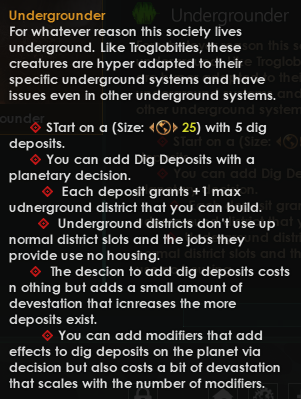 Undergrounder
For whatever reason this society lives
underground. Like Troglobities, these
creatures are hyper adapted to their
specific underground systems and have
issues even in other underground systems.
Start on a (Size: 25) with 5 dig
deposits.
You can add Dig Deposits with a
planetary decision.
Each deposit grants +1 max
udnerground district that you can build.
Underground districts don't use up
normal district slots and the jobs they
provide use no housing.
The descion to add dig deposits costs
n othing but adds a small amount of
devestation that icnreases the more
deposits exist.
You can add modifiers that add
effects to dig deposits on the planet via
decision but also costs a bit of devastation
that scales with the number of modifiers.
Undergrounder